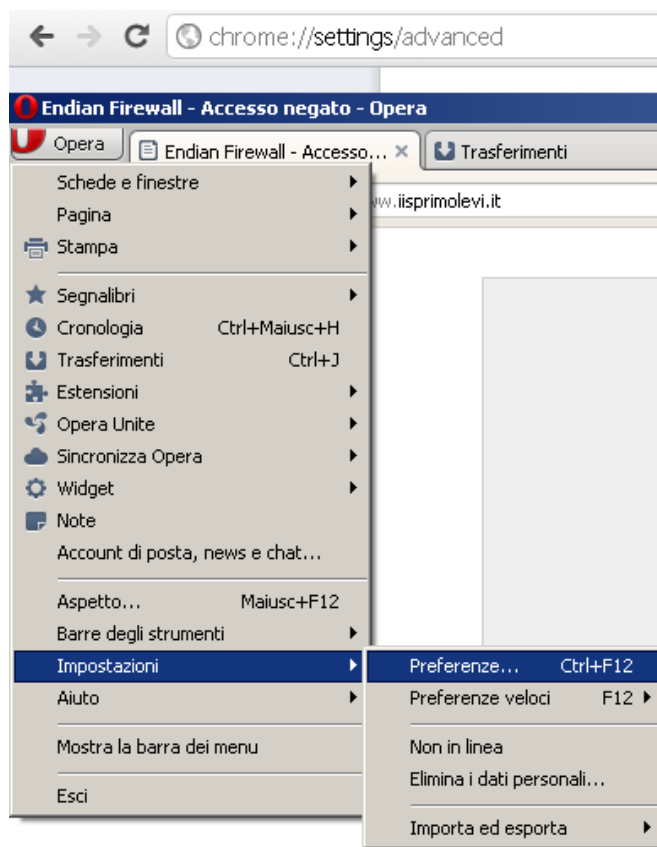 chrome://settings/advanced
Endian Firewall - Accesso negato - Opera
Opera Endian Firewall - Accesso... Trasferimenti
.iisprimolevi.it
Schede e finestre
Pagina
Stampa
Segnalibri
Cronologia Ctrl+Maiusc+H
Trasferimenti Ctrl+J
Estensioni
Opera Unite
Sincronizza Opera
Widget
Note
Account di posta, news e chat...
Aspetto... Maiusc+F12
Barre degli strumenti
Impostazioni
Aiuto
Mostra la barra dei menu
Esci
Preferenze... Ctrl+F12
Preferenze veloci F12
Non in linea
Elimina i dati personali...
Importa ed esporta